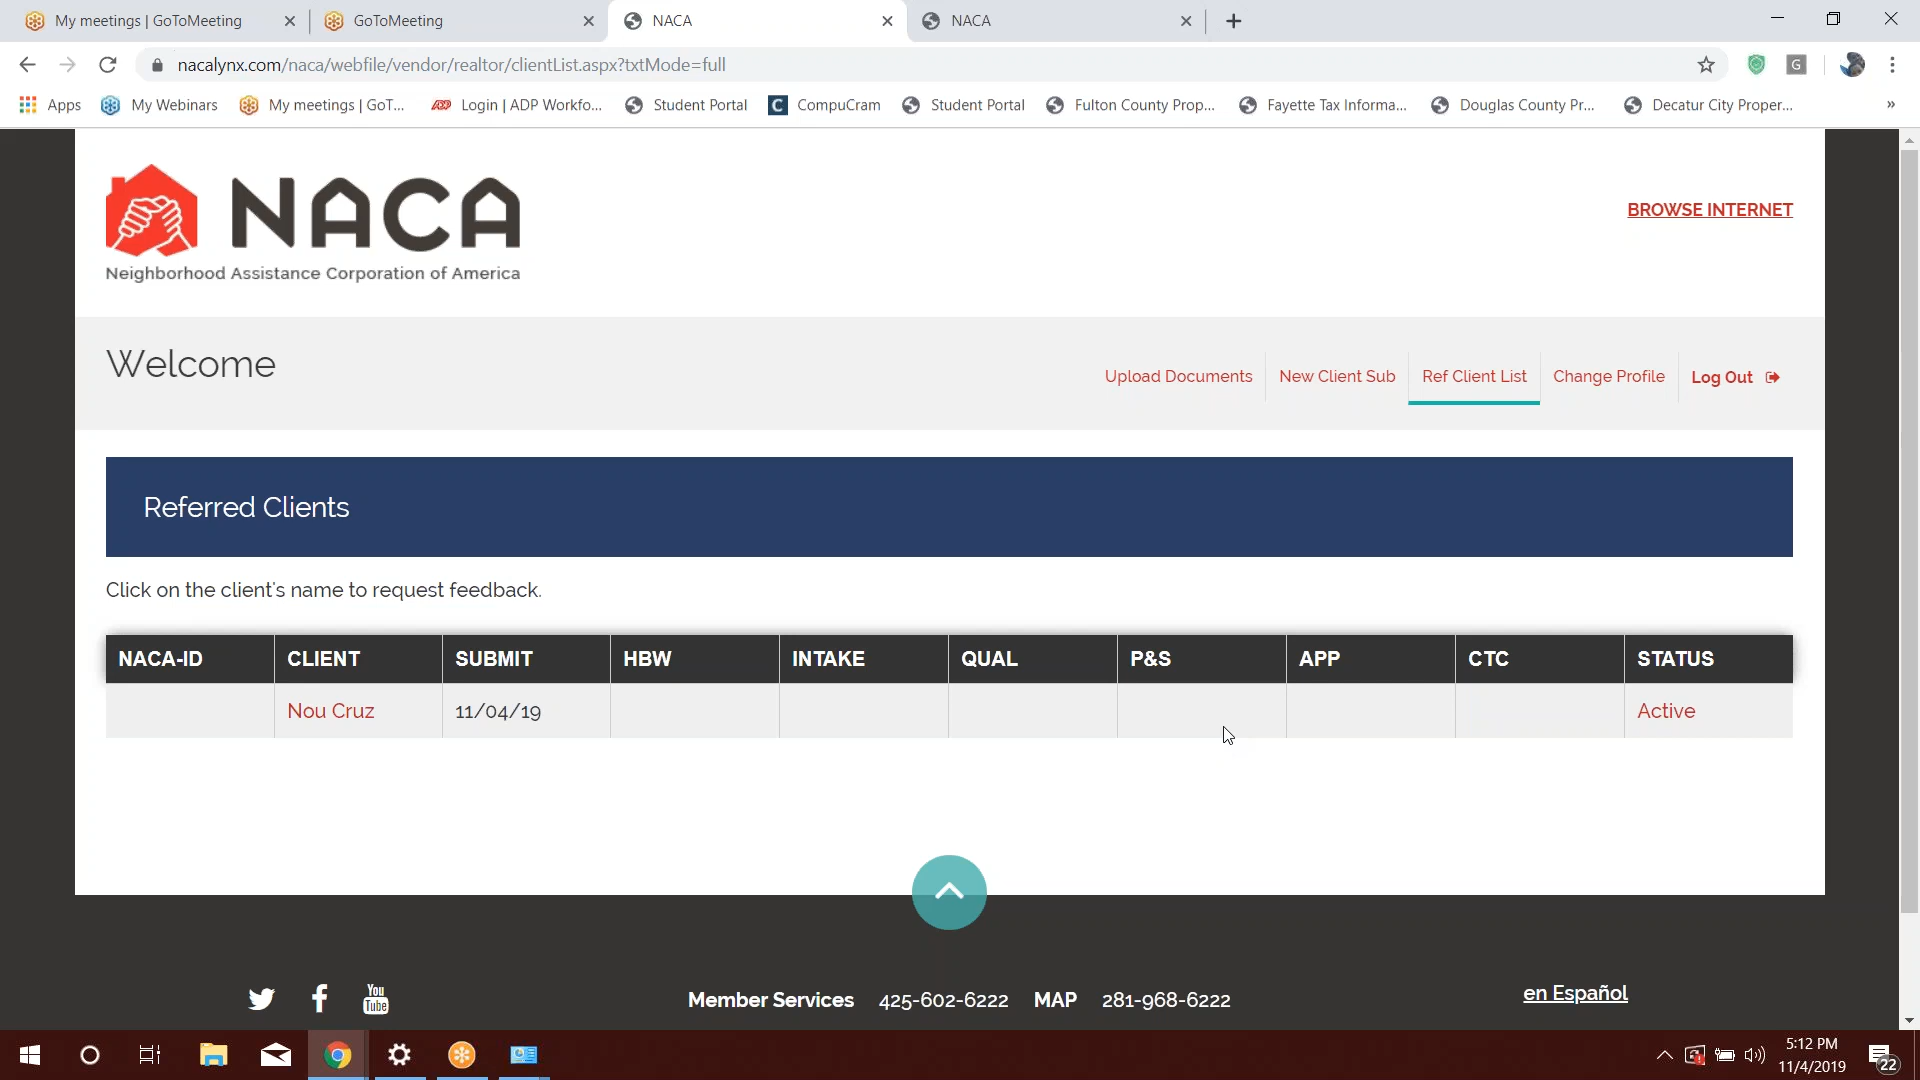 My meetings | GoToMeeting
GoToMeeting
NACA
NACA
nacalynx.com/naca/webfile/vendor/realtor/clientList.aspx?txtMode=full
G
Apps
My Webinars
My meetings | GoT...
ADP
Login | ADP Workfo...
Student Portal
C
CompuCram
Student Portal
Fulton County Prop...
Fayette Tax Informa...
Douglas County Pr...
Decatur City Proper...
»
NACA
Neighborhood Assistance Corporation of America
BROWSE INTERNET
Welcome
Upload Documents
New Client Sub
Ref Client List
Change Profile
Log Out
Referred Clients
Click on the client's name to request feedback.
NACA-ID CLIENT SUBMIT HBW INTAKE QUAL P&S APP CTC STATUS
Nou Cruz 11/04/19 Active
You
Tube
Member Services 425-602-6222 MAP 281-968-6222
en Español
5:12 PM
11/4/2019
22